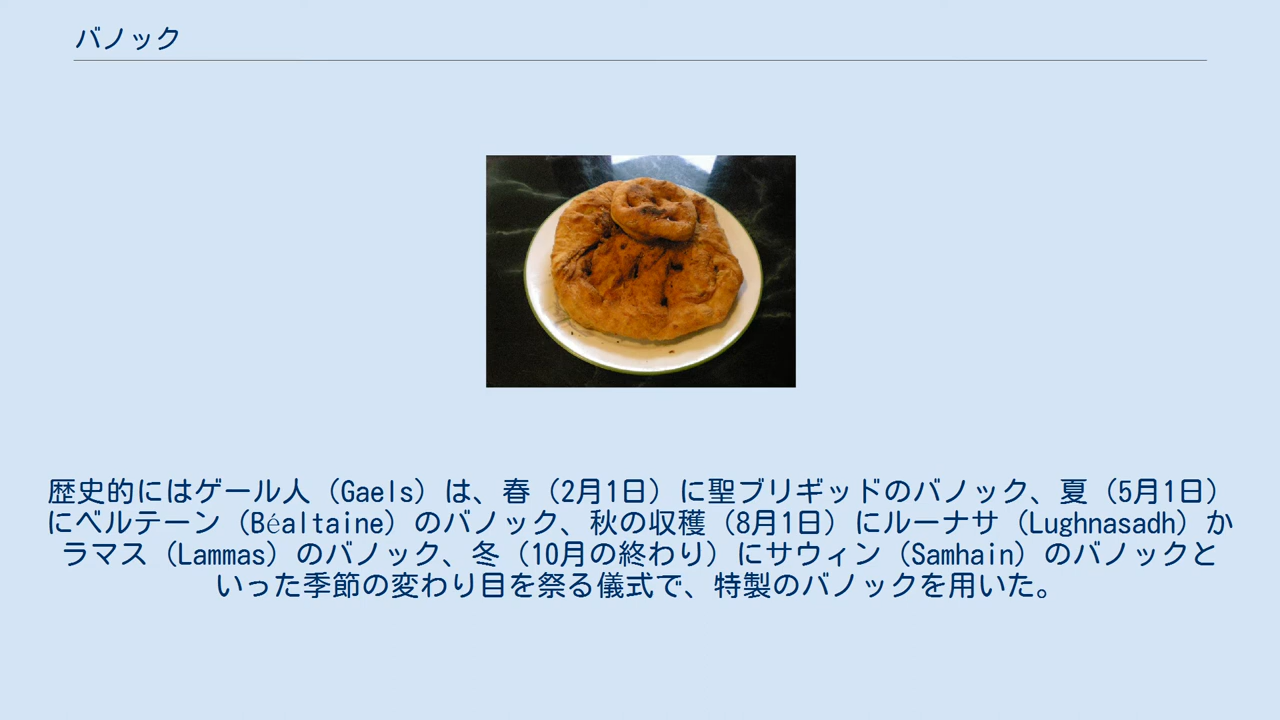 バノック
歴史的にはゲール人（Gaels）は、春（2月1日）に聖ブリギッドのバノック、夏（5月1日）
にベルテーン（Béaltaine）のバノック、秋の収穫（8月1日）にルーナサ（Lughnasadh）か
ラマス（Lammas）のバノック、冬（10月の終わり）にサウィン（Samhain）のバノックと
いった季節の変わり目を祭る儀式で、特製のバノックを用いた。